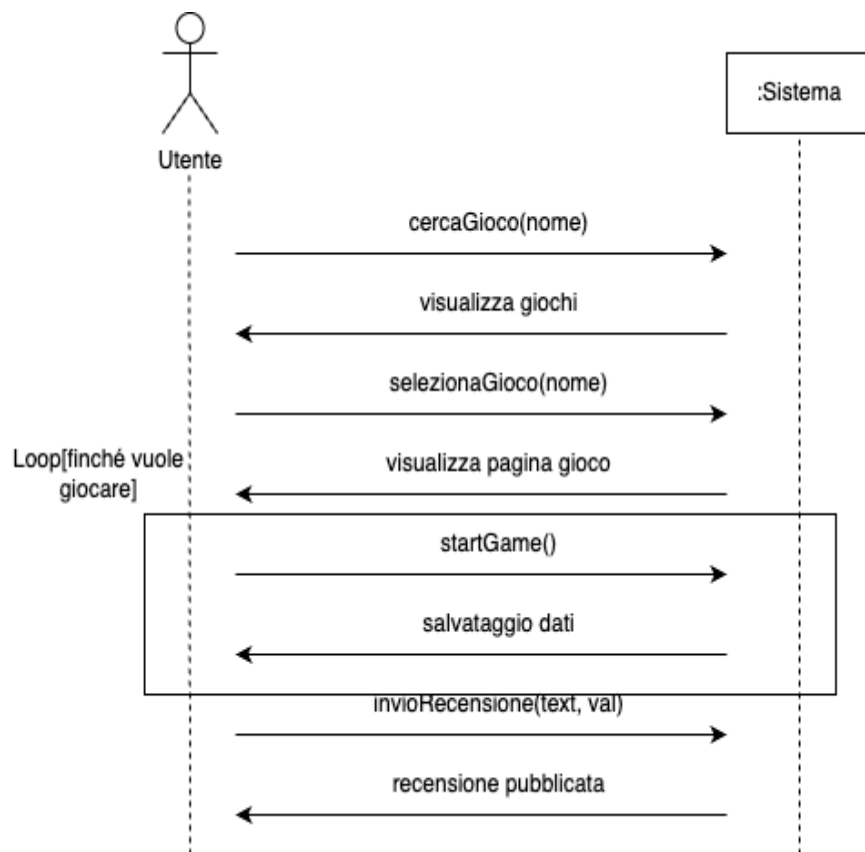 :Sistema
Utente
cercaGioco(nome)
visualizza giochi
selezionaGioco(nome)
Loop[finché vuole
giocare]
visualizza pagina gioco
startGame()
salvataggio dati
invioRecensione(text, val)
recensione pubblicata